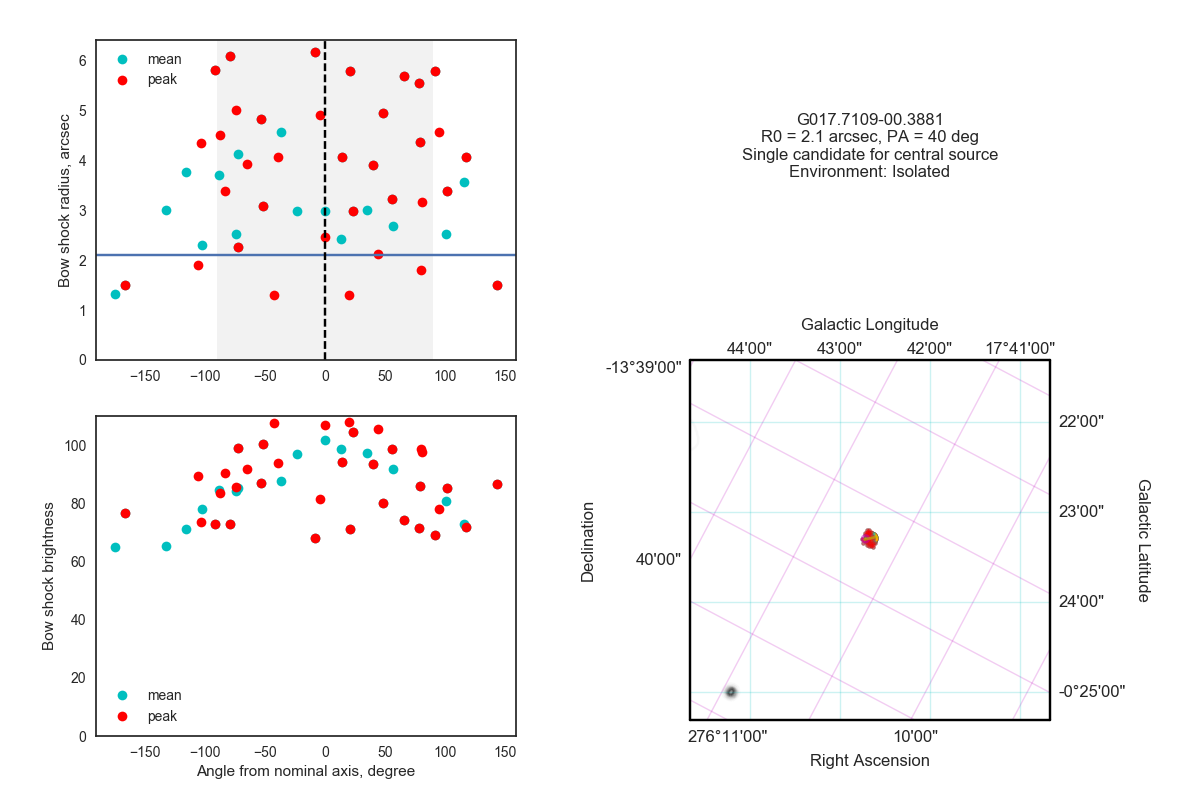 mean
peak
6
5
4
3
2
1
0
Bow shock radius, arcsec
−150
−100
−50
0
50
100
150
G017.7109-00.3881
R0 = 2.1 arcsec, PA = 40 deg
Single candidate for central source
Environment: Isolated
100
80
60
40
20
0
Bow shock brightness
mean
peak
−150
−100
−50
0
50
100
150
Angle from nominal axis, degree
Galactic Longitude
44'00"
43'00"
42'00"
17°41'00"
-13°39'00"
40'00"
Declination
22'00"
23'00"
24'00"
-0°25'00"
Galactic Latitude
276°11'00"
10'00"
Right Ascension